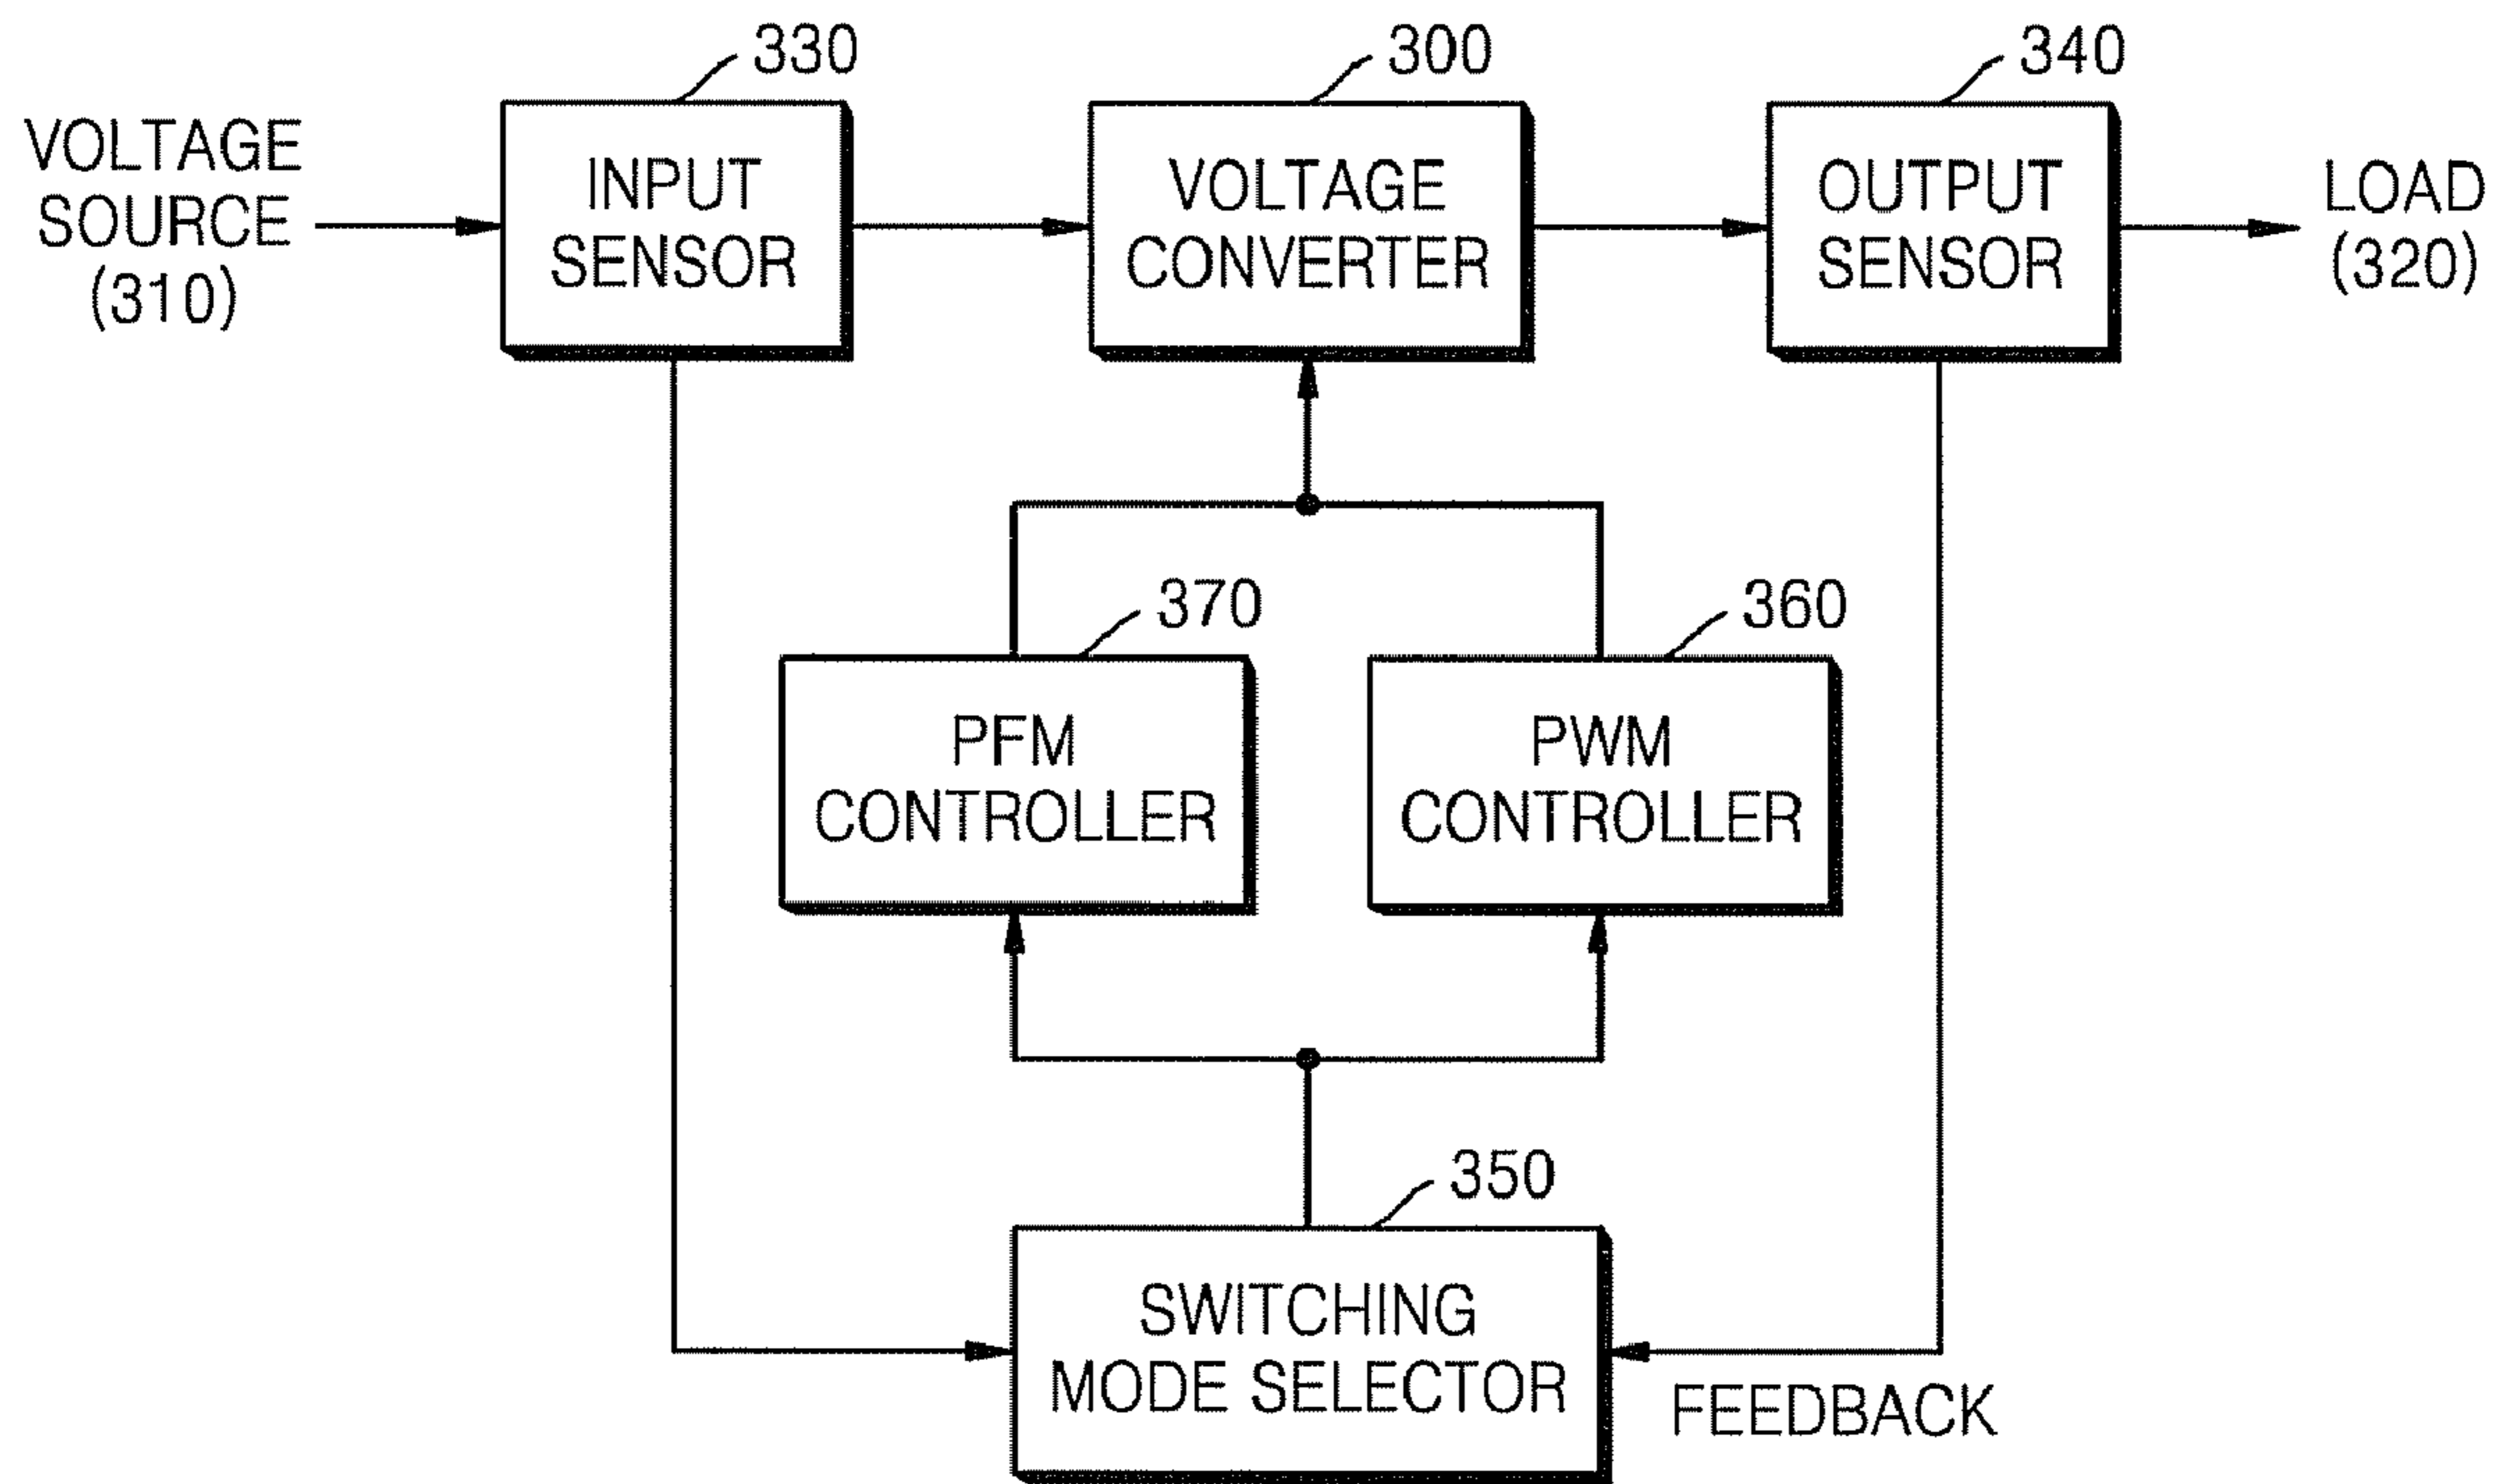 330
300
340
VOLTAGE
SOURCE
(310)
INPUT
SENSOR
VOLTAGE
CONVERTER
OUTPUT
SENSOR
LOAD
(320)
370
360
PFM
CONTROLLER
PWM
CONTROLLER
350
SWITCHING
MODE SELECTOR
FEEDBACK